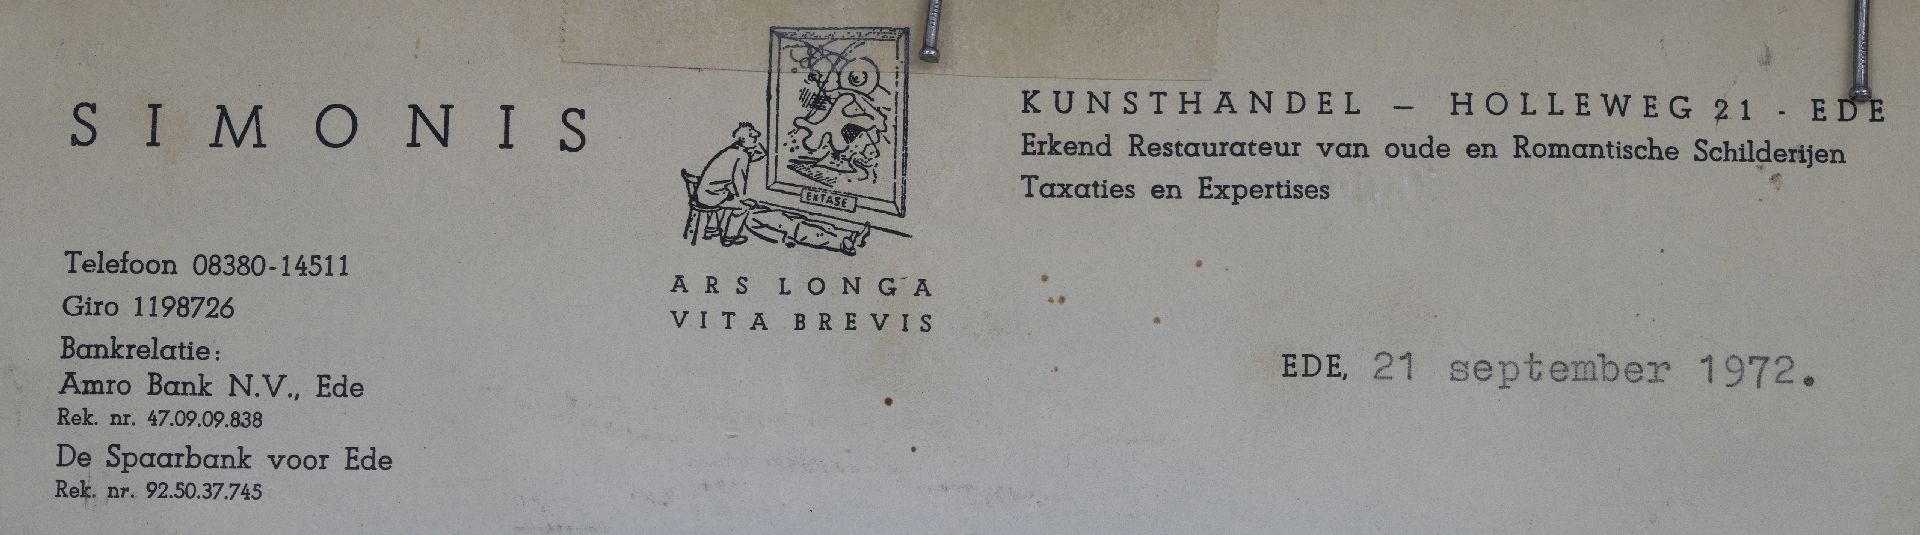 SIMONIS
Telefoon 08380-14511
Giro 1198726
Bankrelatie:
Amro Bank N.V., Ede
Rek. nr. 47.09.09.838
De Spaarbank voor Ede
Rek. nr. 92.50.37.745
EXTASE
ARS LONGA
VITA BREVIS
KUNSTHANDEL – HOLLEWEG 21 - EDE
Erkend Restaurateur van oude en Romantische Schilderijen
Taxaties en Expertises
EDE, 21 september 1972.